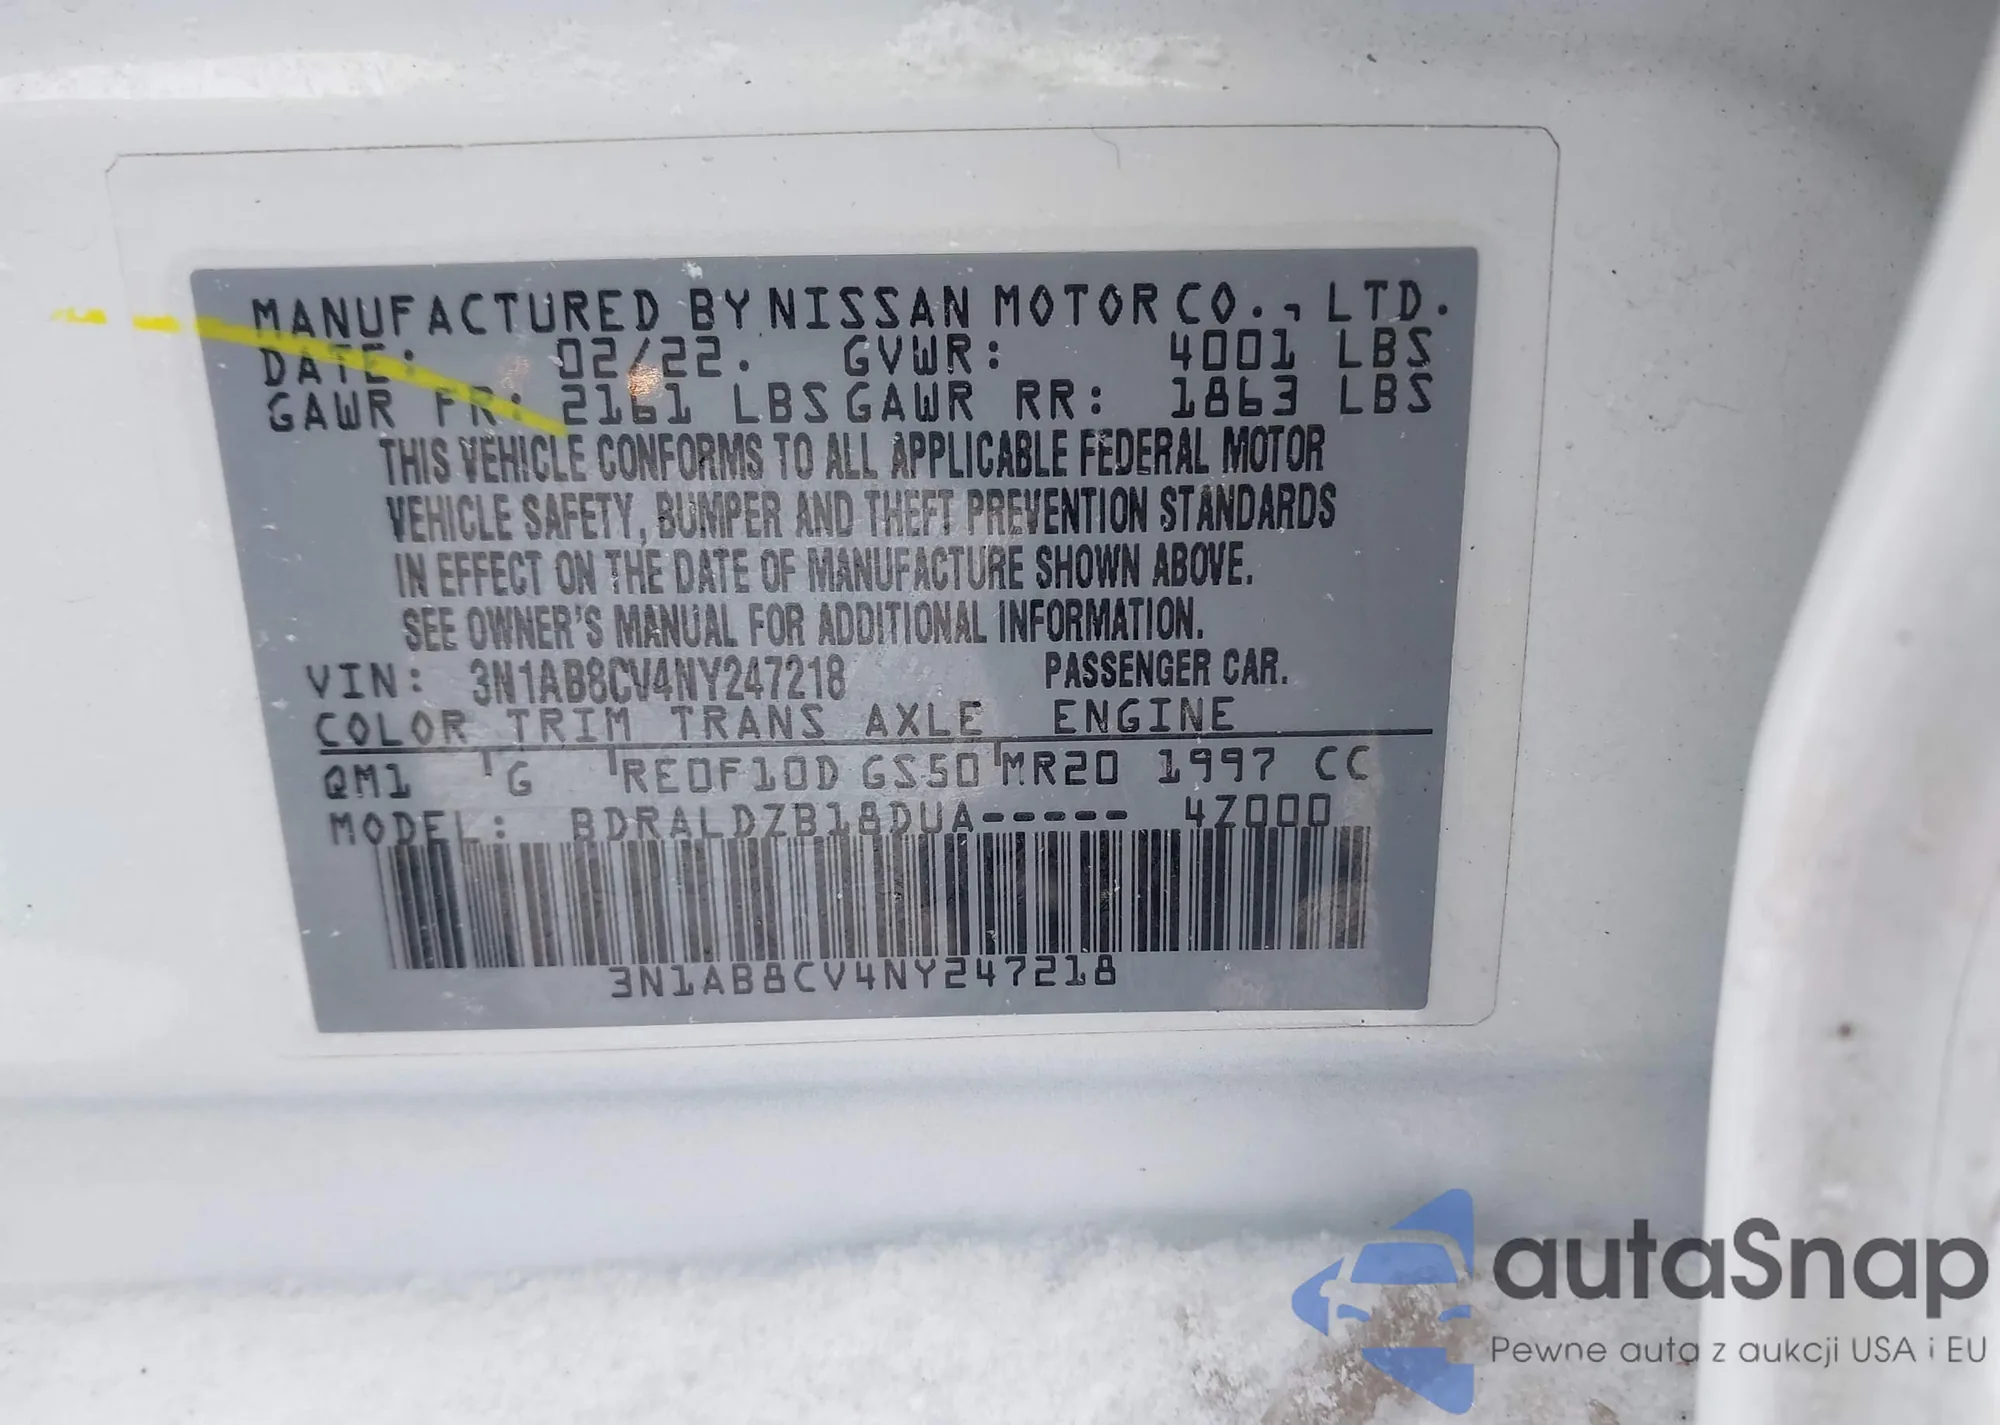 MANUFACTURED BY NISSAN MOTOR CO., LTD.
DATE: 02/22. GVWR: 4001 LBS
GAWR FR: 2161 LBS GAWR RR: 1863 LBS
THIS VEHICLE CONFORMS TO ALL APPLICABLE FEDERAL MOTOR
VEHICLE SAFETY, BUMPER AND THEFT PREVENTION STANDARDS
IN EFFECT ON THE DATE OF MANUFACTURE SHOWN ABOVE.
SEE OWNER'S MANUAL FOR ADDITIONAL INFORMATION.
VIN: 3N1AB8CV4NY247218 PASSENGER CAR.
COLOR TRIM TRANS AXLE ENGINE
QM1 G RE0F10D GS50 MR20 1997 CC
MODEL: BDRALDZB18DUA----- 4Z000
3N1AB8CV4NY247218
autaSnap
Pewne auta z aukcji USA i EU